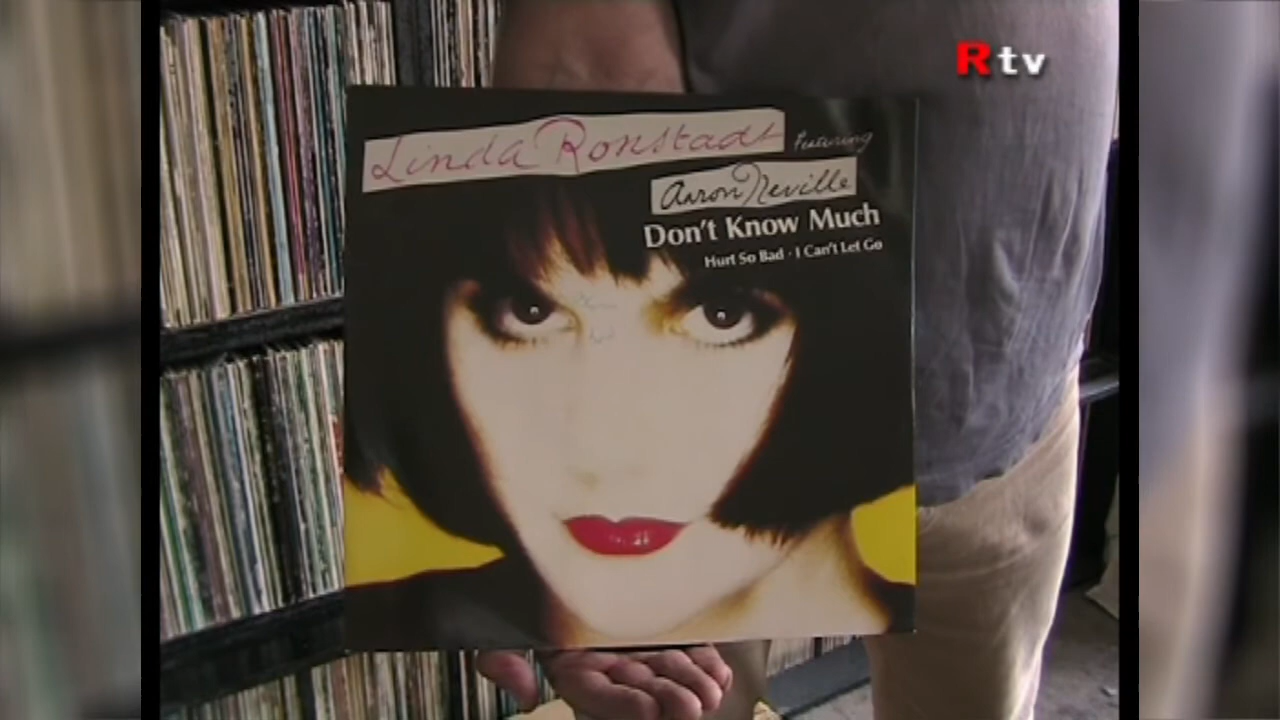 Rtv
Linda Ronstadt Featuring
Aaron Neville
Don't Know Much
Hurt So Bad · I Can't Let Go